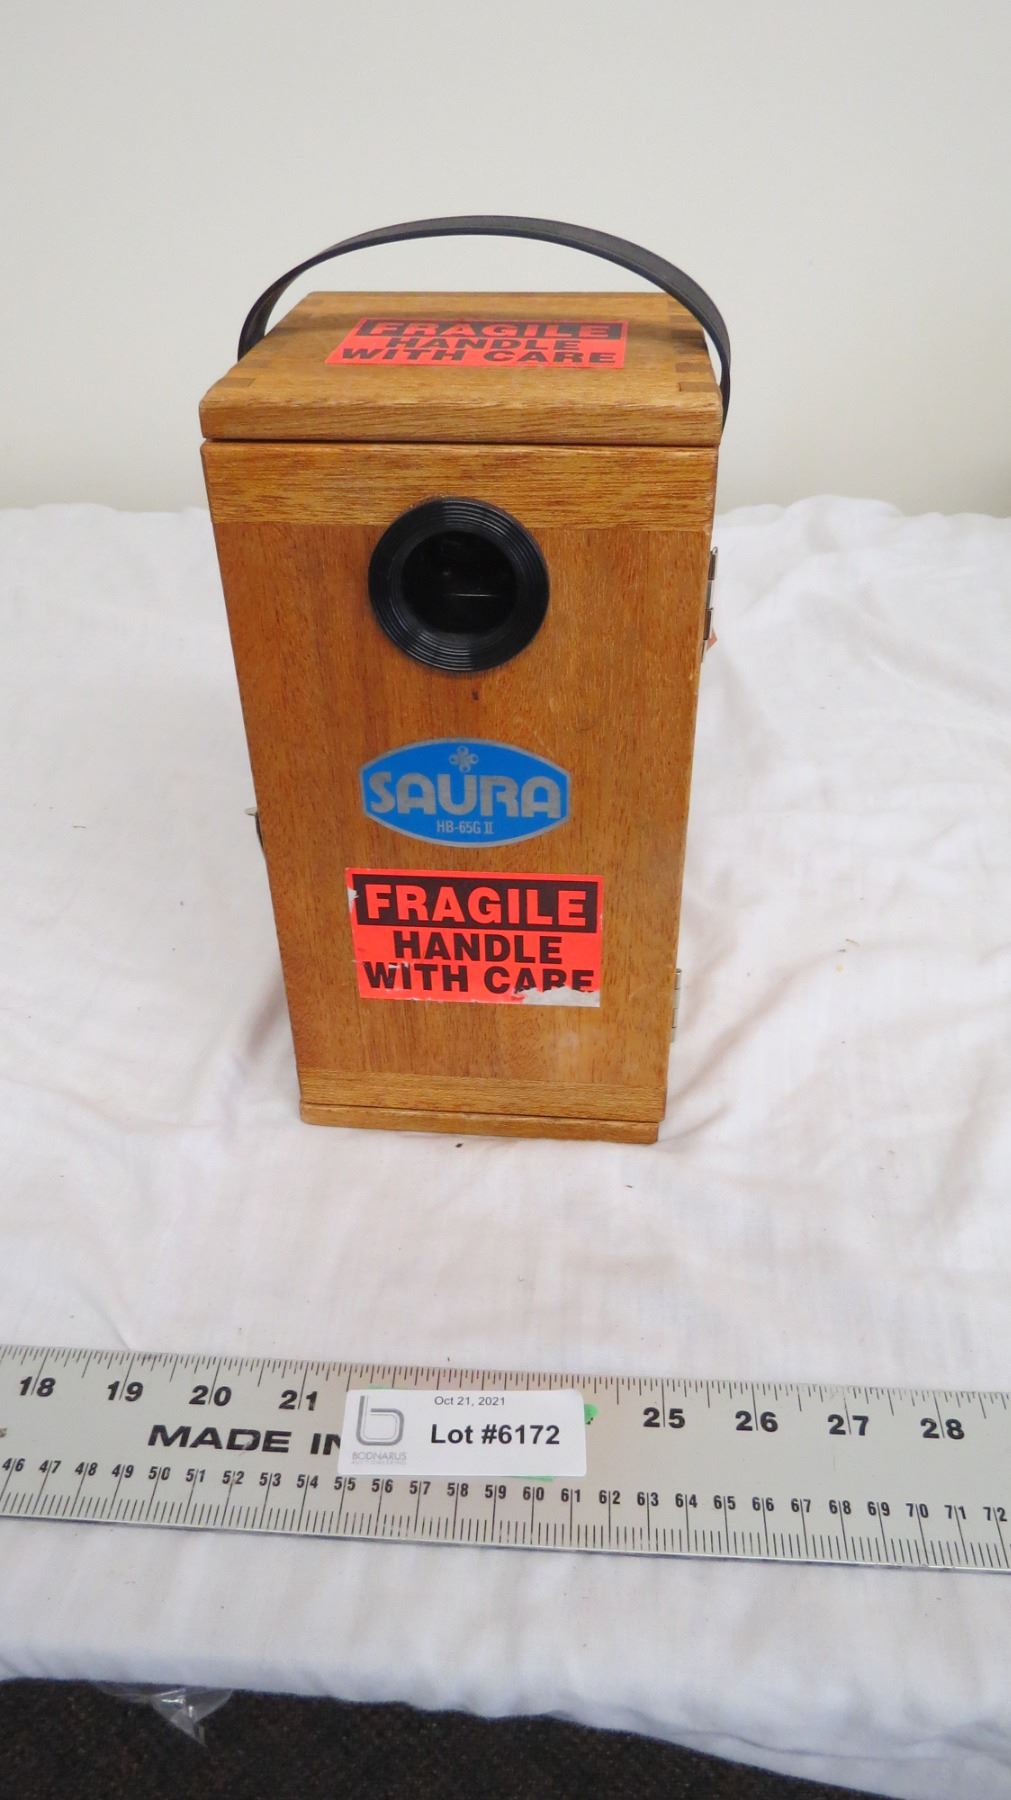 FRAGILE
HANDLE
WITH CARE
SAURA
HB-65G II
FRAGILE
HANDLE
WITH CARE
18 19 20 21 25 26 27 28
MADE IN
Oct 21, 2021
Lot #6172
b
BODNARUS
AUCTIONEERING
46 47 48 49 50 51 52 53 54 55 56 57 58 59 60 61 62 63 64 65 66 67 68 69 70 71 72